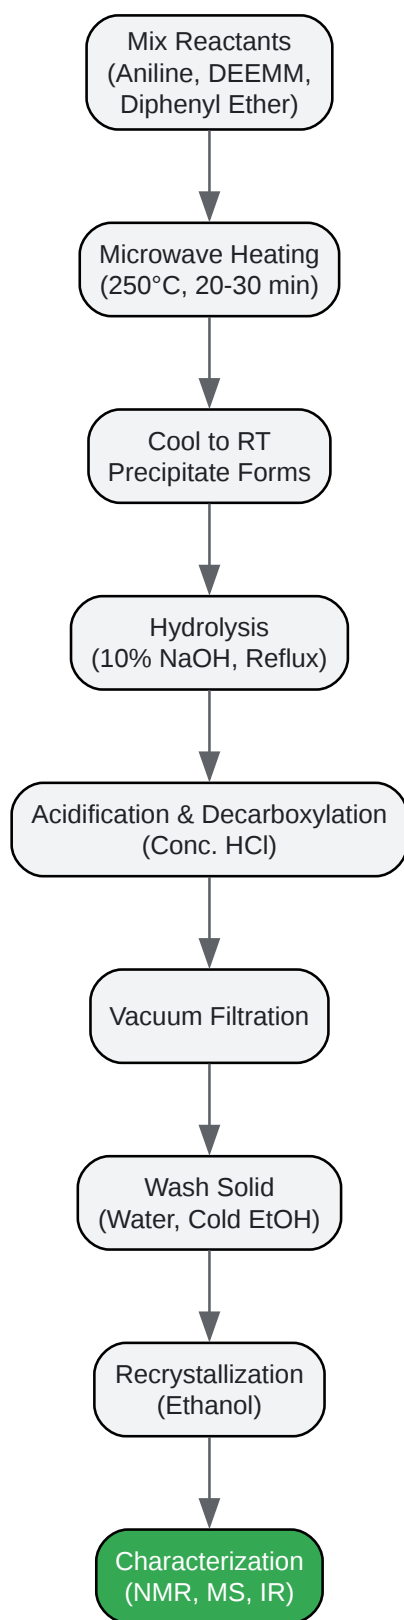 Mix Reactants
(Aniline, DEEMM,
Diphenyl Ether)
Microwave Heating
(250°C, 20-30 min)
Cool to RT
Precipitate Forms
Hydrolysis
(10% NaOH, Reflux)
Acidification & Decarboxylation
(Conc. HCl)
Vacuum Filtration
Wash Solid
(Water, Cold EtOH)
Recrystallization
(Ethanol)
Characterization
(NMR, MS, IR)